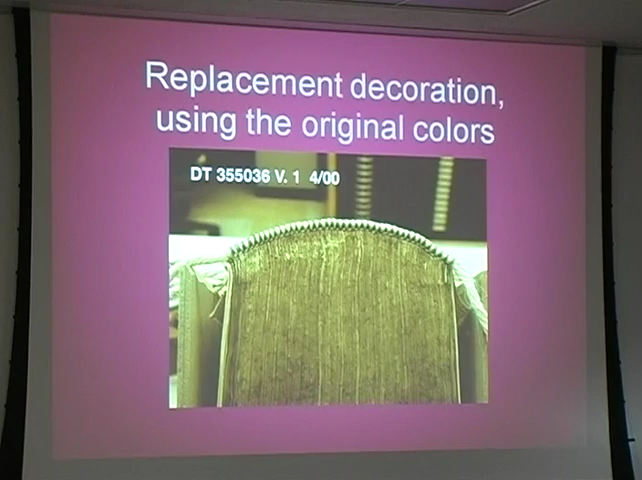 Replacement decoration,
using the original colors
DT 355036 V. 1 4/00